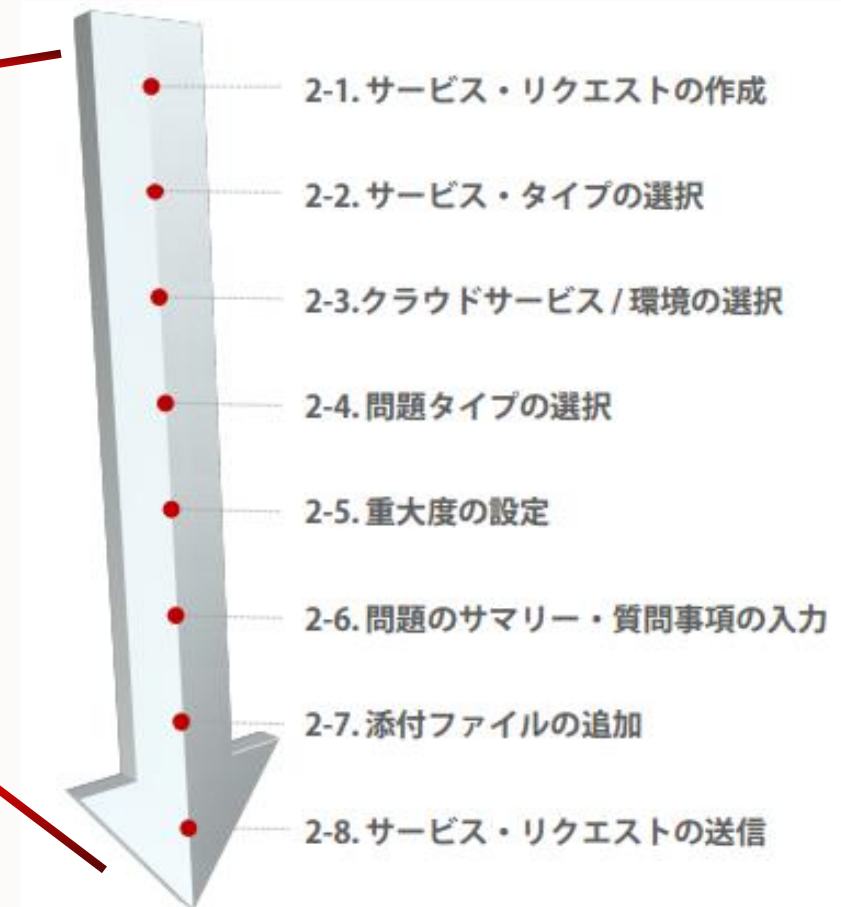 2-1. サービス・リクエストの作成
2-2. サービス・タイプの選択
2-3.クラウドサービス / 環境の選択
2-4. 問題タイプの選択
2-5. 重大度の設定
2-6. 問題のサマリー・質問事項の入力
2-7. 添付ファイルの追加
2-8. サービス・リクエストの送信